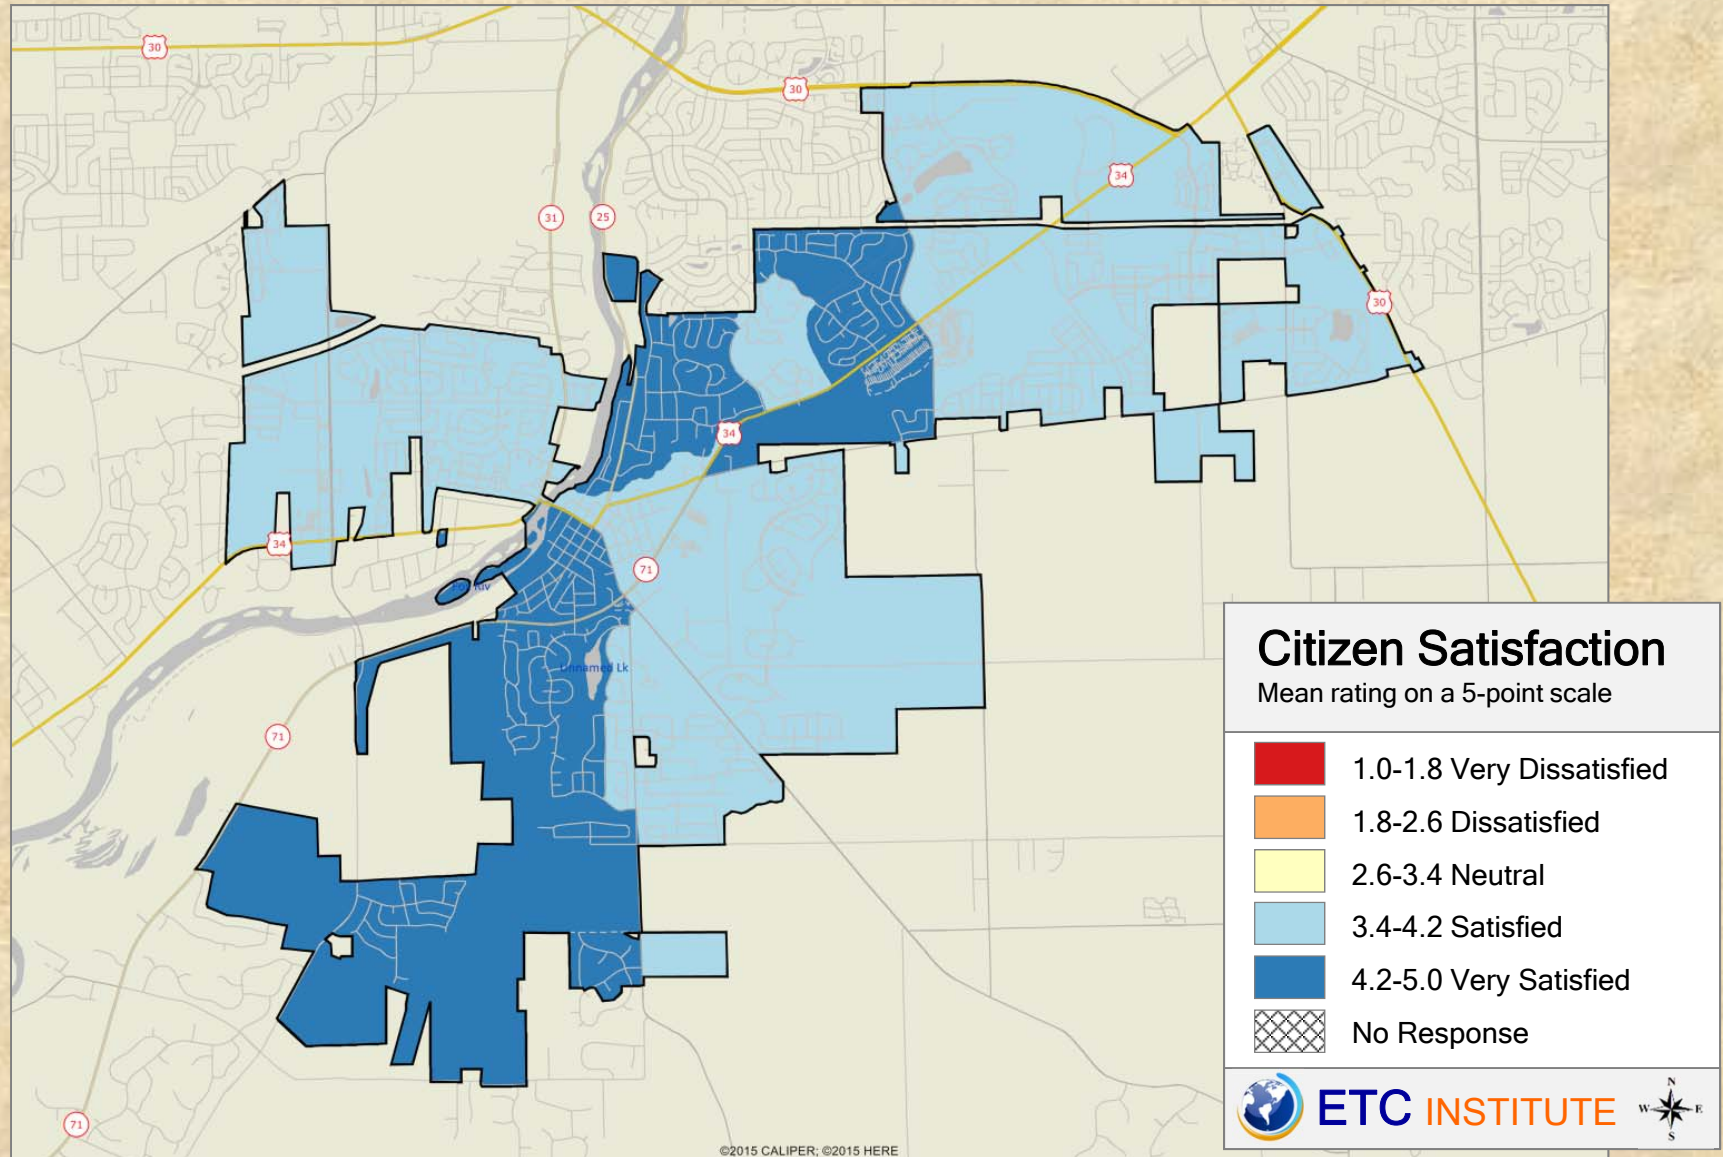 30
30
34
31
25
30
34
71
34
Fox Riv
Unnamed Lk
71
71
Citizen Satisfaction
Mean rating on a 5-point scale
1.0-1.8 Very Dissatisfied
1.8-2.6 Dissatisfied
2.6-3.4 Neutral
3.4-4.2 Satisfied
4.2-5.0 Very Satisfied
No Response
ETC INSTITUTE
N
W E
S
©2015 CALIPER; ©2015 HERE